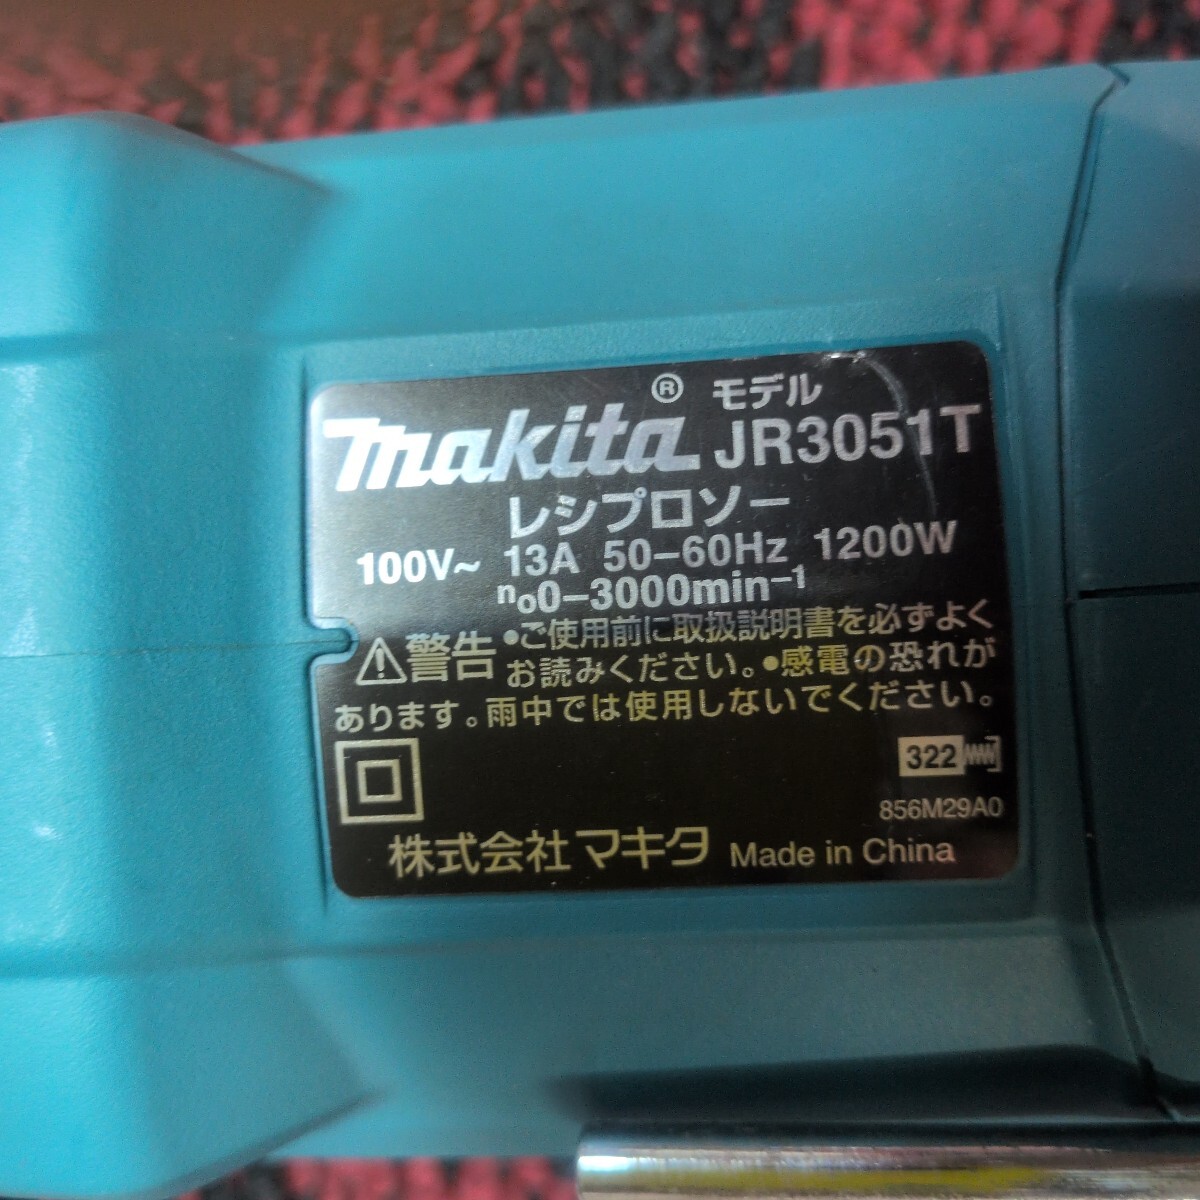 makita® モデル JR3051T
レシプロソー
100V~ 13A 50-60Hz 1200W
no0-3000min-1
⚠警告 •ご使用前に取扱説明書を必ずよく
お読みください。•感電の恐れが
あります。雨中では使用しないでください。
322
856M29A0
株式会社マキタ Made in China